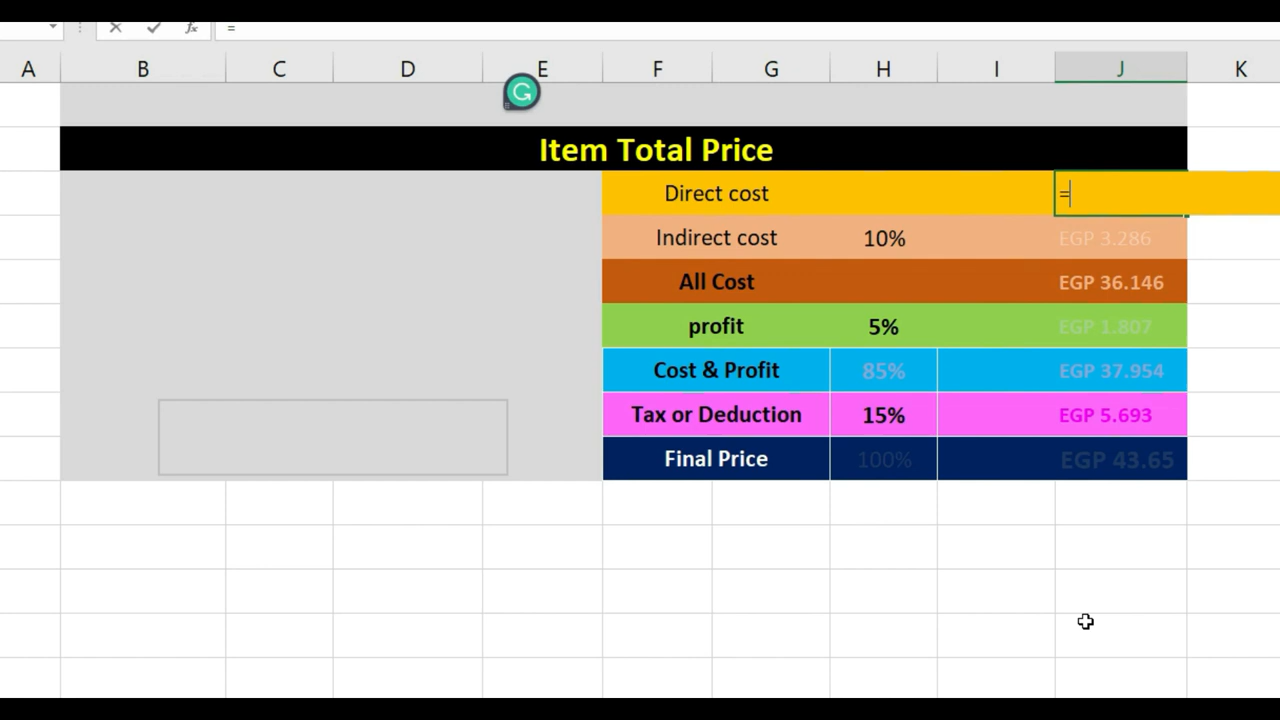 =
A B C D E F G H I J K
Item Total Price
Direct cost =
Indirect cost 10% EGP 3.286
All Cost EGP 36.146
profit 5% EGP 1.807
Cost & Profit 85% EGP 37.954
Tax or Deduction 15% EGP 5.693
Final Price 100% EGP 43.65